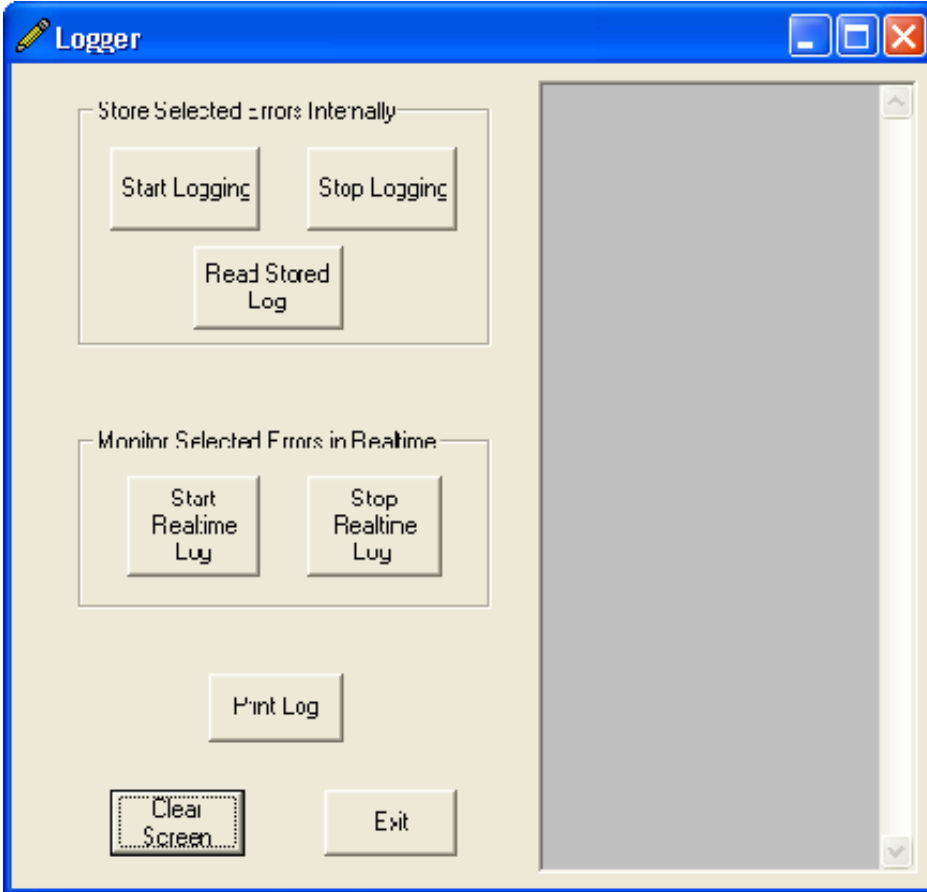 Logger
Store Selected Errors Internally
Start Logging
Stop Logging
Read Stored
Log
Monitor Selected Errors in Realtime
Start
Realtime
Log
Stop
Realtime
Log
Print Log
Clear
Screen
Exit